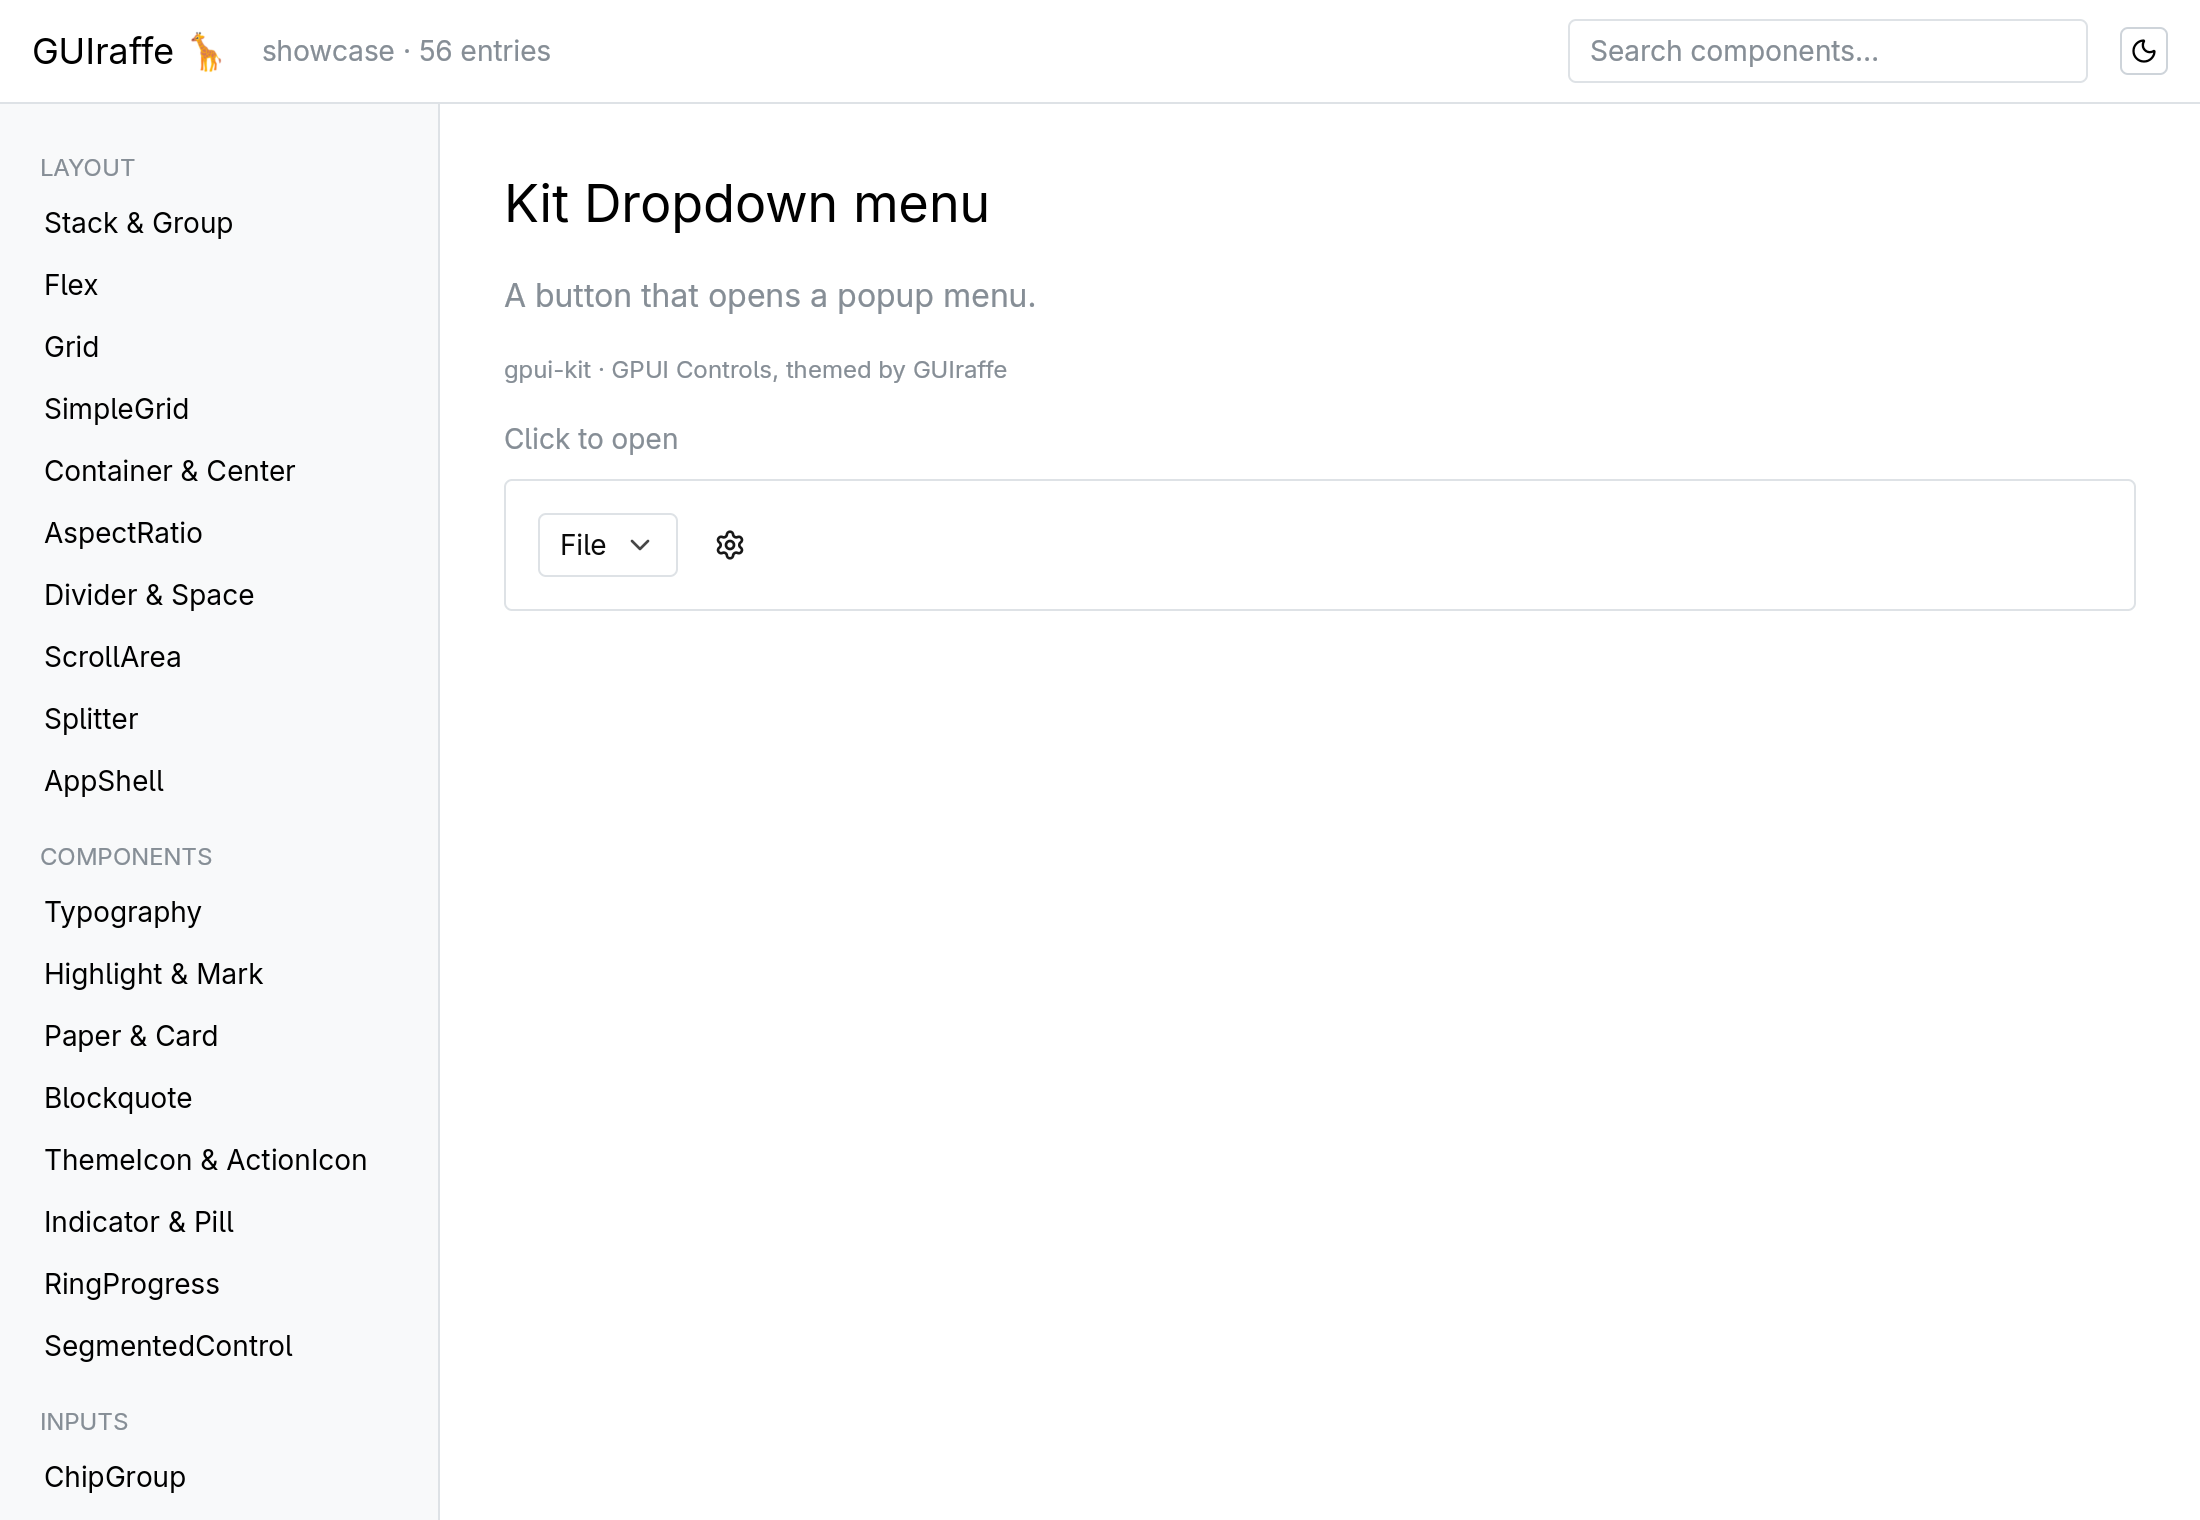 GUIraffe 🦒 showcase · 56 entries
Search components...
LAYOUT
Stack & Group
Flex
Grid
SimpleGrid
Container & Center
AspectRatio
Divider & Space
ScrollArea
Splitter
AppShell
COMPONENTS
Typography
Highlight & Mark
Paper & Card
Blockquote
ThemeIcon & ActionIcon
Indicator & Pill
RingProgress
SegmentedControl
INPUTS
ChipGroup
Kit Dropdown menu
A button that opens a popup menu.
gpui-kit · GPUI Controls, themed by GUIraffe
Click to open
File